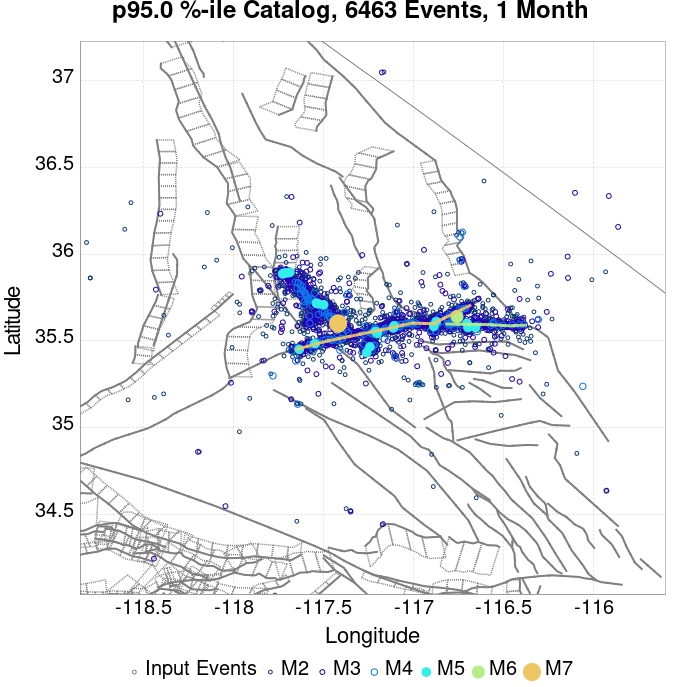 p95.0 %-ile Catalog, 6463 Events, 1 Month
37
36.5
36
35.5
35
34.5
Latitude
-118.5 -118 -117.5 -117 -116.5 -116
Longitude
Input Events M2 M3 M4 M5 M6 M7